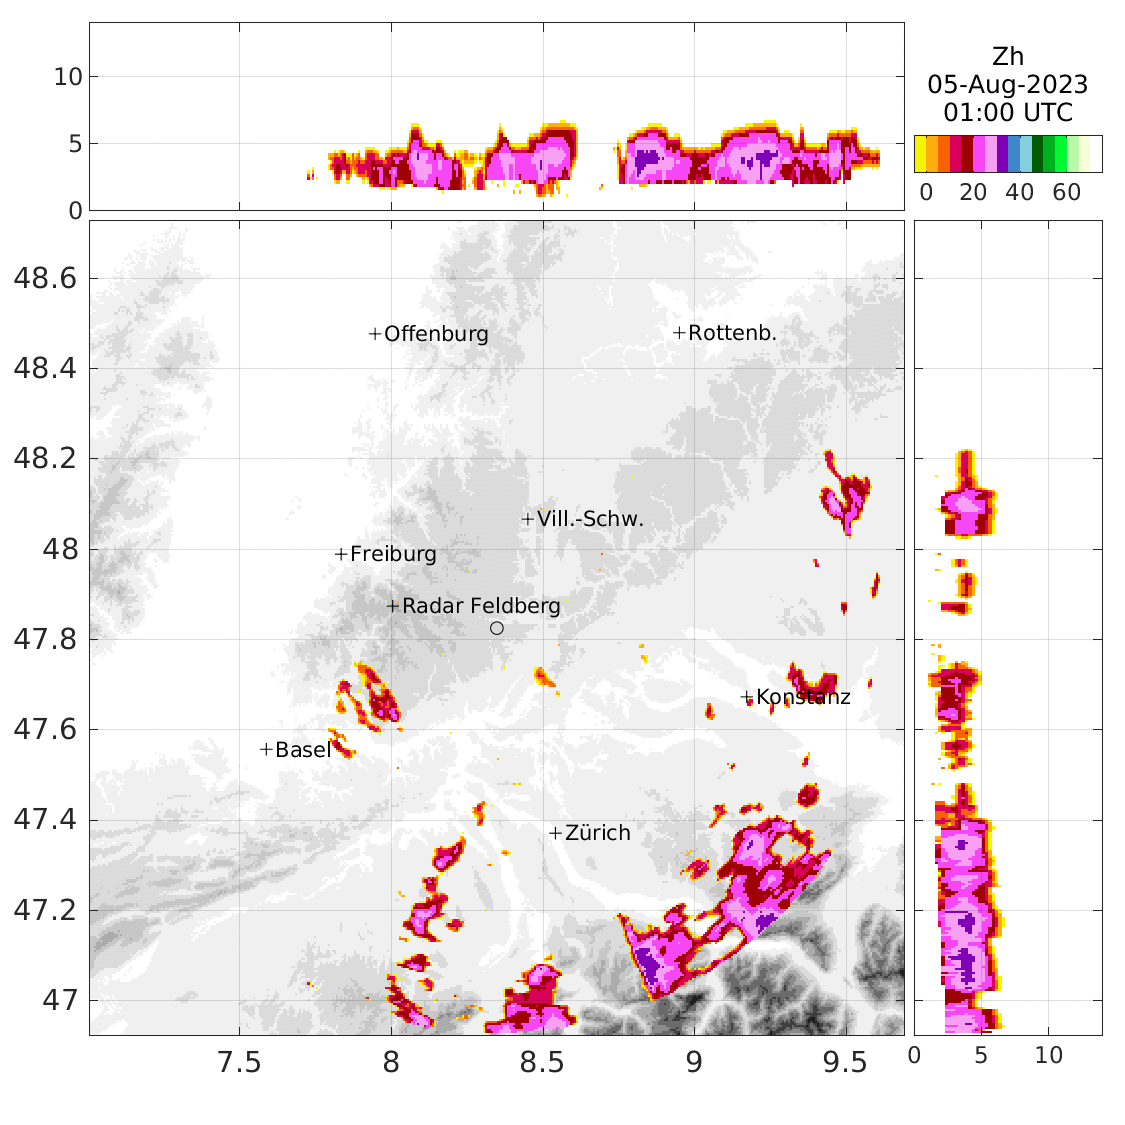 Zh
05-Aug-2023
01:00 UTC
0 20 40 60
10
5
0
48.6
48.4
48.2
48
47.8
47.6
47.4
47.2
47
Offenburg
Rottenb.
Vill.-Schw.
Freiburg
Radar Feldberg
Konstanz
Basel
Zürich
7.5 8 8.5 9 9.5
0 5 10